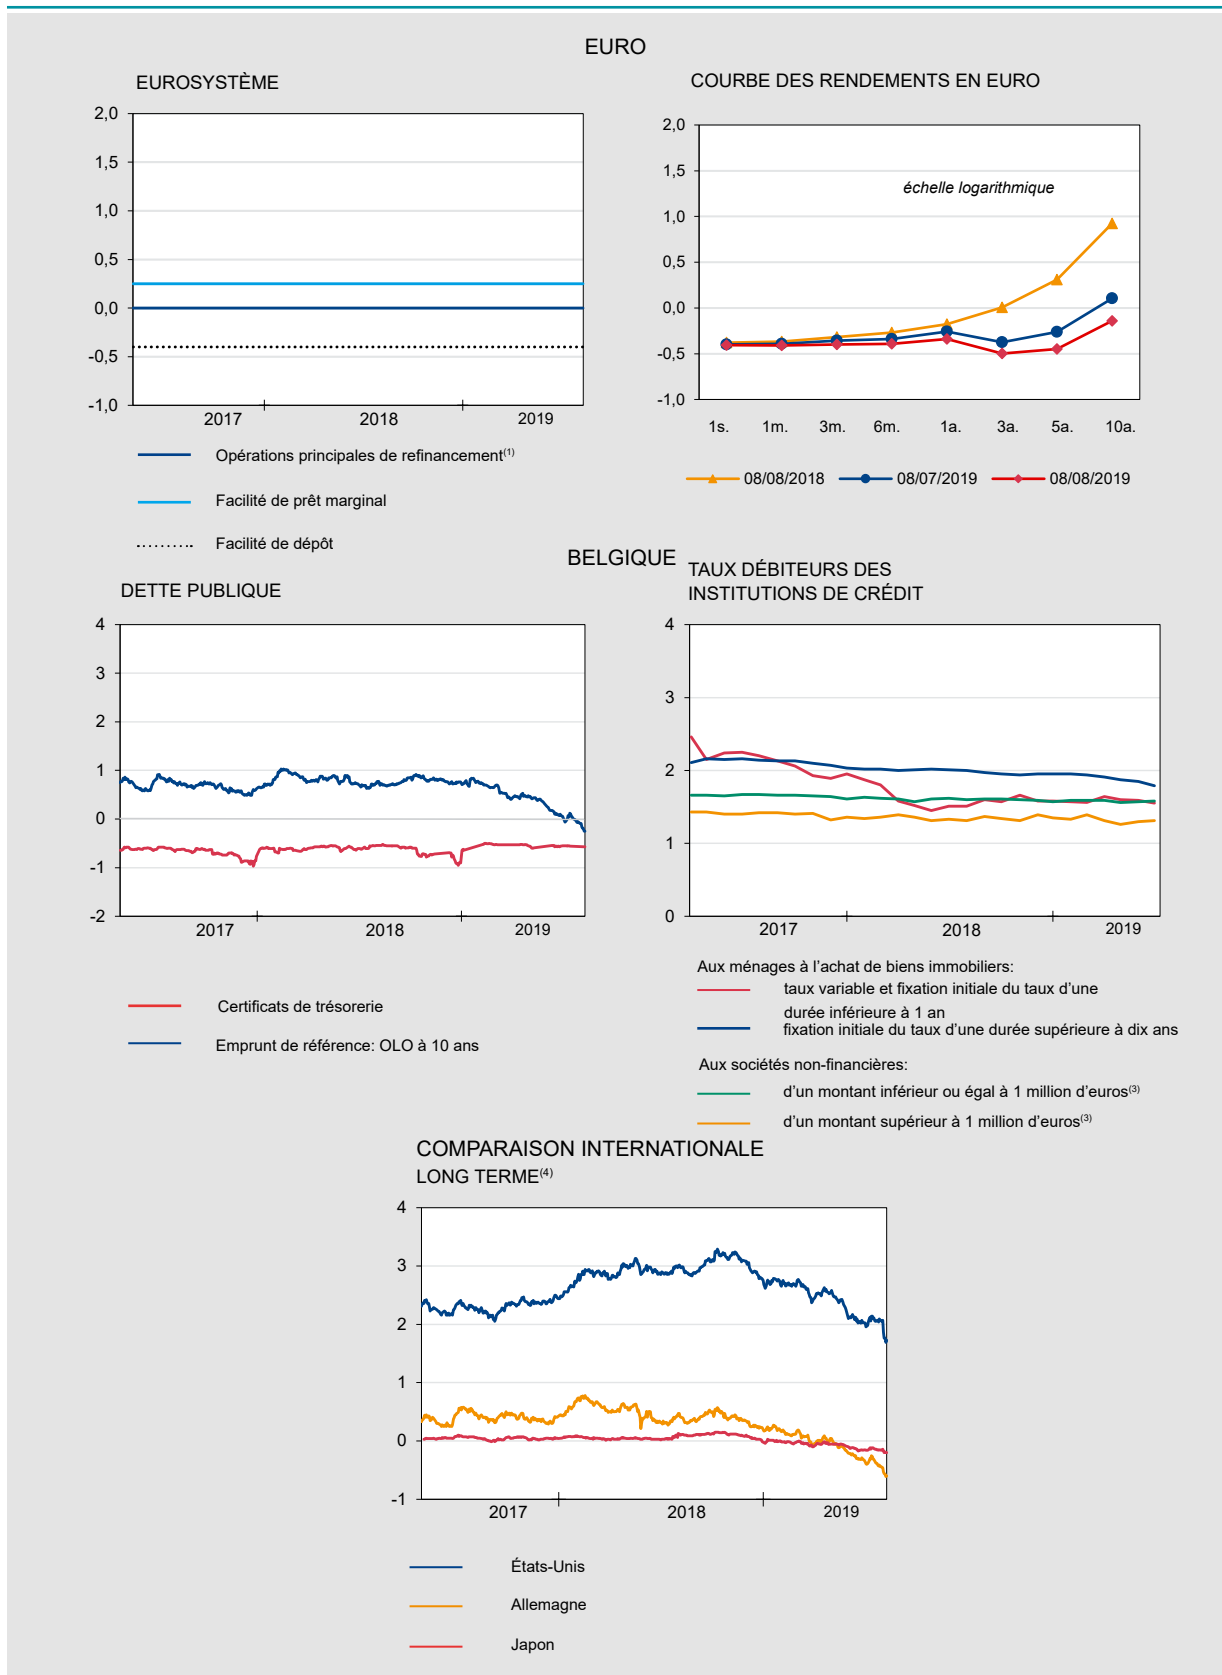 EURO
EUROSYSTÈME
2,0
1,5
1,0
0,5
0,0
-0,5
-1,0
2017
2018
2019
Opérations principales de refinancement(1)
Facilité de prêt marginal
Facilité de dépôt
COURBE DES RENDEMENTS EN EURO
2,0
1,5
1,0
0,5
0,0
-0,5
-1,0
échelle logarithmique
1s.
1m.
3m.
6m.
1a.
3a.
5a.
10a.
08/08/2018
08/07/2019
08/08/2019
BELGIQUE
DETTE PUBLIQUE
4
3
2
1
0
-1
-2
2017
2018
2019
Certificats de trésorerie
Emprunt de référence: OLO à 10 ans
TAUX DÉBITEURS DES
INSTITUTIONS DE CRÉDIT
4
3
2
1
0
2017
2018
2019
Aux ménages à l’achat de biens immobiliers:
taux variable et fixation initiale du taux d’une
durée inférieure à 1 an
fixation initiale du taux d’une durée supérieure à dix ans
Aux sociétés non-financières:
d’un montant inférieur ou égal à 1 million d’euros(3)
d’un montant supérieur à 1 million d’euros(3)
COMPARAISON INTERNATIONALE
LONG TERME(4)
4
3
2
1
0
-1
2017
2018
2019
États-Unis
Allemagne
Japon